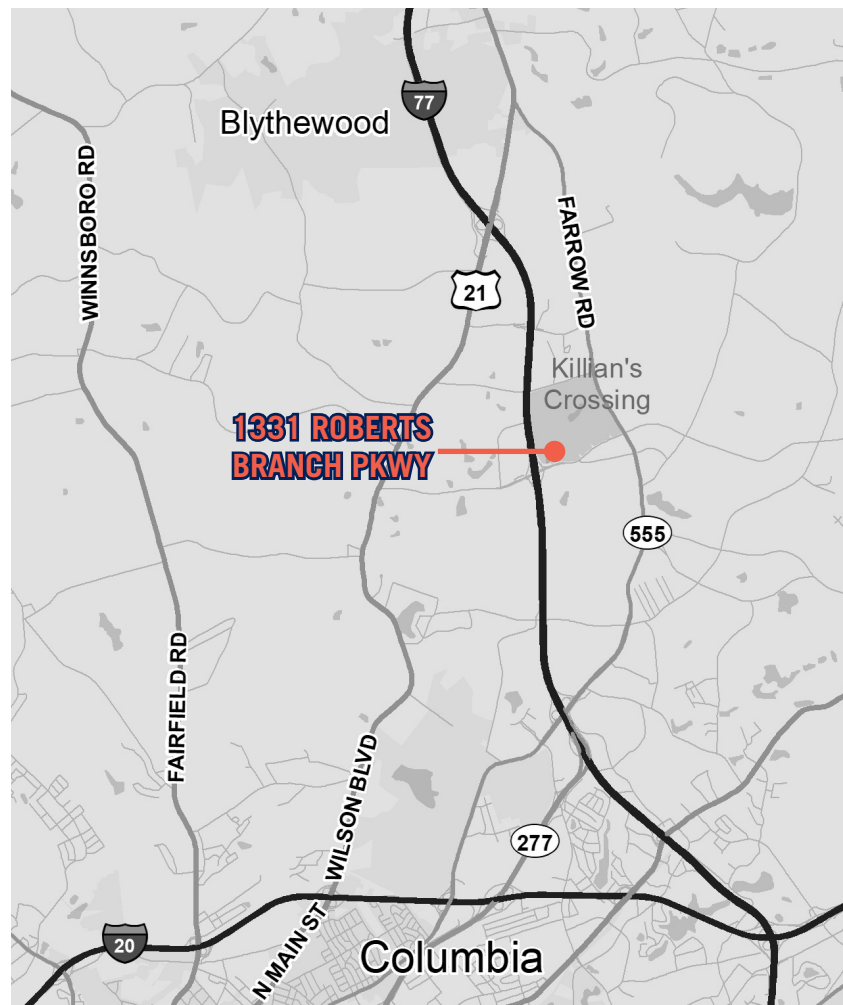 77
Blythewood
WINNSBORO RD
FARROW RD
21
Killian's
Crossing
1331 ROBERTS
BRANCH PKWY
555
FAIRFIELD RD
WILSON BLVD
277
N MAIN ST
20
Columbia